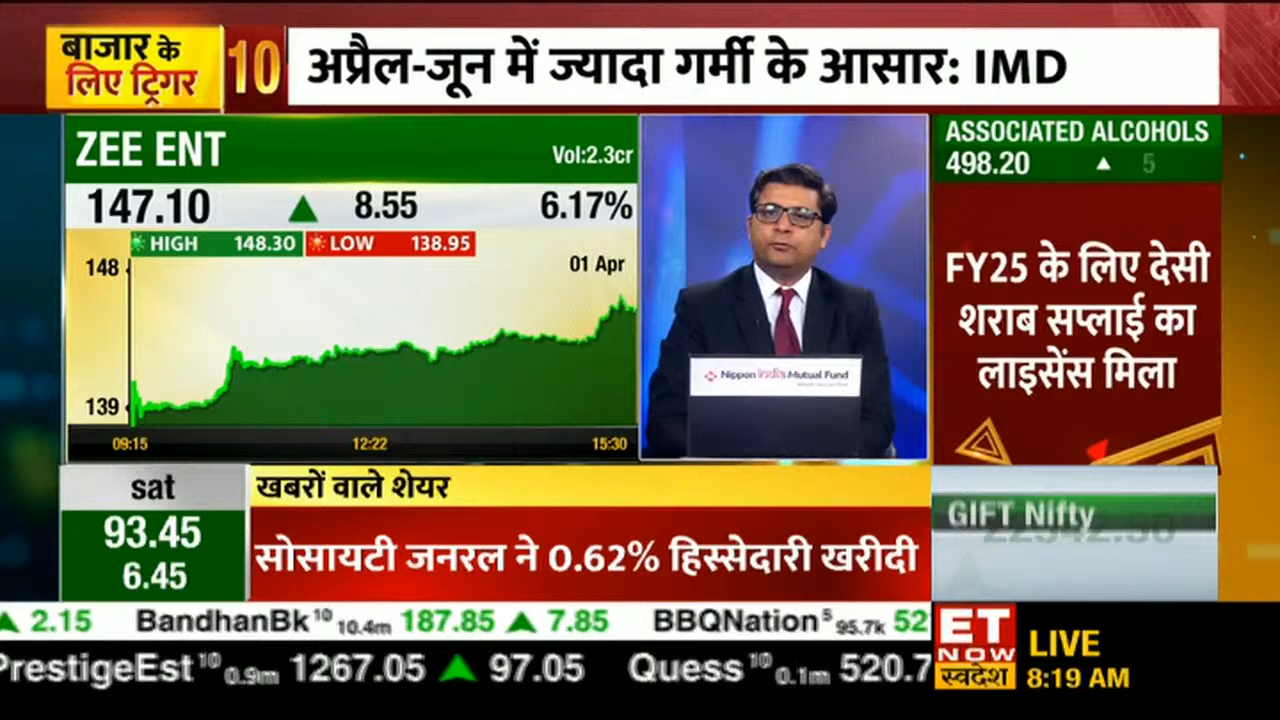 बाजार के
लिए ट्रिगर
10
अप्रैल-जून में ज्यादा गर्मी के आसार: IMD
ZEE ENT
Vol:2.3cr
147.10 ▲ 8.55 6.17%
HIGH 148.30 LOW 138.95
148
01 Apr
139
09:15 12:22 15:30
Nippon india Mutual Fund
ASSOCIATED ALCOHOLS
498.20 ▲ 5
FY25 के लिए देसी
शराब सप्लाई का
लाइसेंस मिला
sat
93.45
6.45
खबरों वाले शेयर
सोसायटी जनरल ने 0.62% हिस्सेदारी खरीदी
GIFT Nifty
▲ 2.15 BandhanBk 10 10.4m 187.85 ▲ 7.85 BBQNation 5 95.7k 52
PrestigeEst 10 0.9m 1267.05 ▲ 97.05 Quess 10 0.1m 520.7
ET
NOW
स्वदेश
LIVE
8:19 AM